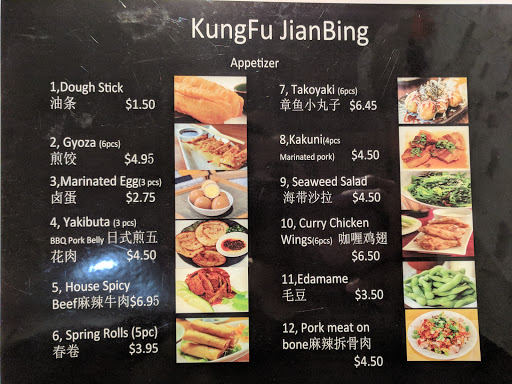 KungFu JianBing
Appetizer
1,Dough Stick
油条 $1.50
2, Gyoza (6pcs)
煎饺 $4.95
3,Marinated Egg(3 pcs)
卤蛋 $2.75
4, Yakibuta (3 pcs)
BBQ Pork Belly 日式煎五
花肉 $4.50
5, House Spicy
Beef麻辣牛肉$6.95
6, Spring Rolls (5pc)
春卷 $3.95
7, Takoyaki (6pcs)
章鱼小丸子 $6.45
8,Kakuni(4pcs
Marinated pork) $4.50
9, Seaweed Salad
海带沙拉 $4.50
10, Curry Chicken
Wings(6pcs) 咖喱鸡翅
$6.50
11,Edamame
毛豆 $3.50
12, Pork meat on
bone麻辣拆骨肉
$4.50